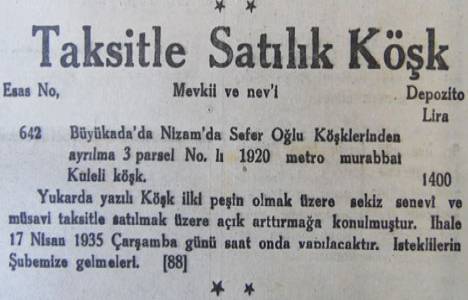 Taksitle Satılık Köşk
Esas No, Mevkii ve nev'i Depozito
Lira
642 Büyükada'da Nizam'da Sefer Oğlu Köşklerinden
ayrılma 3 parsel No. lı 1920 metro murabbaı
Kuleli köşk. 1400
Yukarda yazılı Köşk ilki peşin olmak üzere sekiz senevi ve
müsavi taksitle satılmak üzere açık arttırmağa konulmuştur. İhale
17 Nisan 1935 Çarşamba günü saat onda yapılacaktır. İsteklilerin
Şubemize gelmeleri. [88]